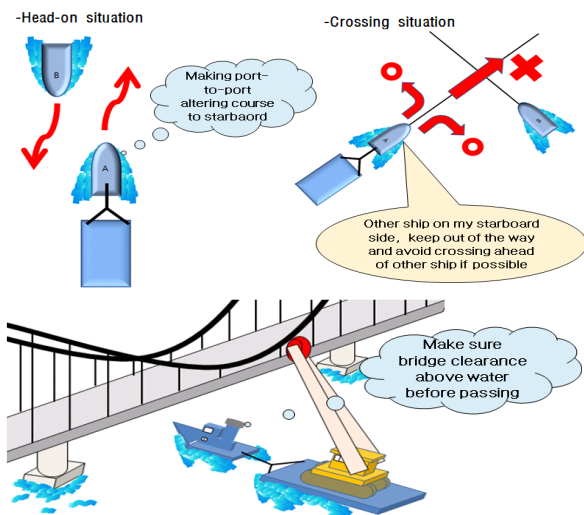 -Head-on situation
B
A
Making port-
to-port
altering course
to starbaord
-Crossing situation
B
A
Other ship on my starboard
side, keep out of the way
and avoid crossing ahead
of other ship if possible
Make sure
bridge clearance
above water
before passing